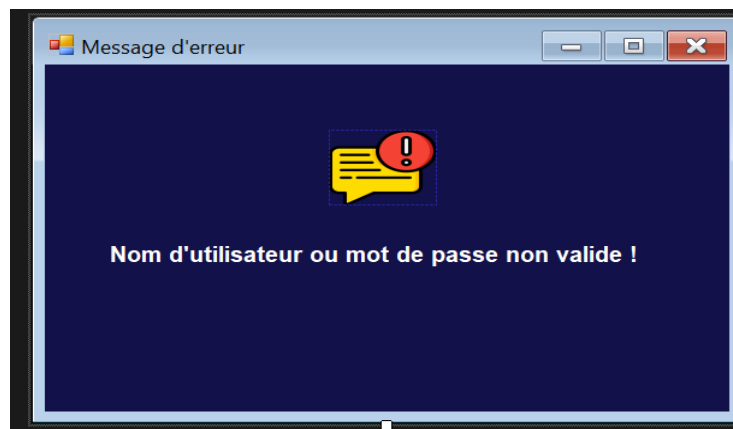 Message d'erreur
Nom d'utilisateur ou mot de passe non valide !